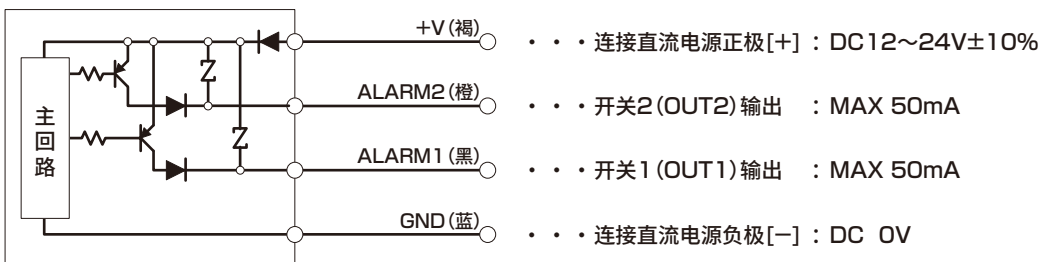 +V(褐) ・・・连接直流电源正极[+]:DC12～24V±10%
ALARM2(橙) ・・・开关2(OUT2)输出 :MAX 50mA
主回路
ALARM1(黑) ・・・开关1(OUT1)输出 :MAX 50mA
GND(蓝) ・・・连接直流电源负极[－]:DC 0V